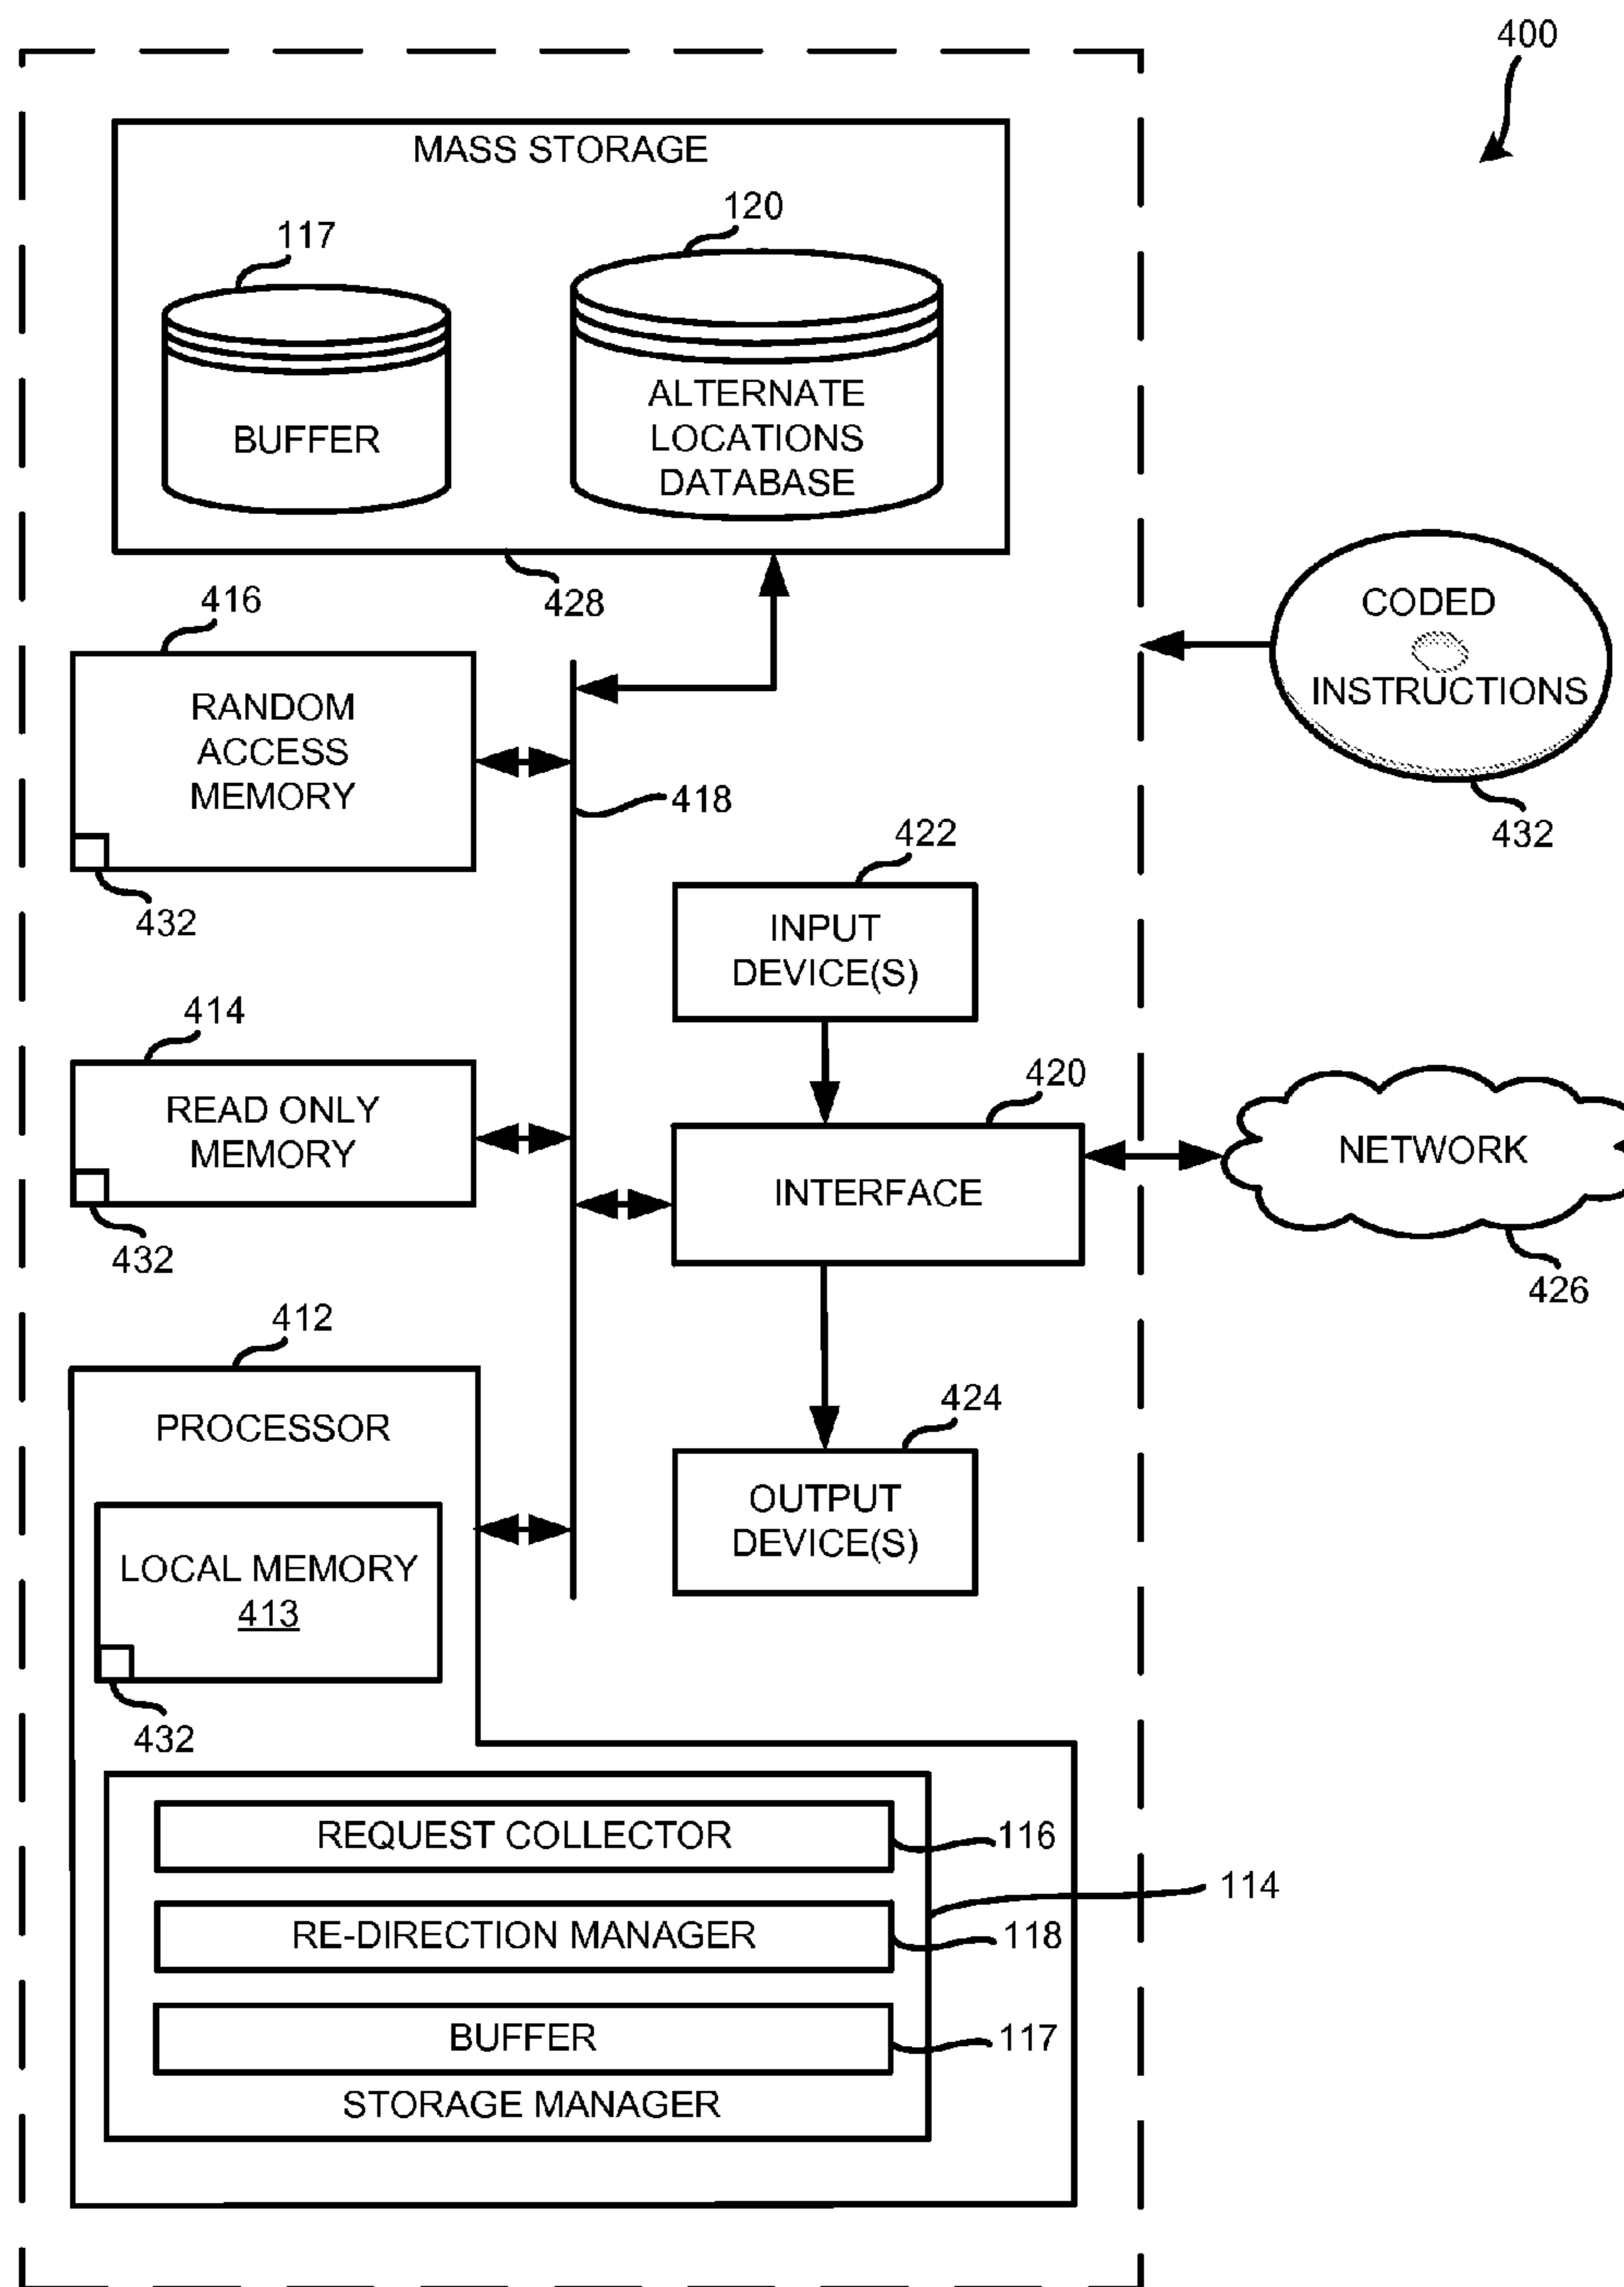 400
MASS STORAGE
117
120
BUFFER
ALTERNATE
LOCATIONS
DATABASE
428
416
RANDOM
ACCESS
MEMORY
432
418
CODED
INSTRUCTIONS
432
422
INPUT
DEVICE(S)
414
READ ONLY
MEMORY
432
420
INTERFACE
NETWORK
426
412
PROCESSOR
LOCAL MEMORY
413
432
424
OUTPUT
DEVICE(S)
REQUEST COLLECTOR
116
114
RE-DIRECTION MANAGER
118
BUFFER
117
STORAGE MANAGER